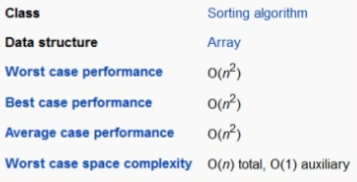 Class Sorting algorithm
Data structure Array
Worst case performance O(n²)
Best case performance O(n²)
Average case performance O(n²)
Worst case space complexity O(n) total, O(1) auxiliary